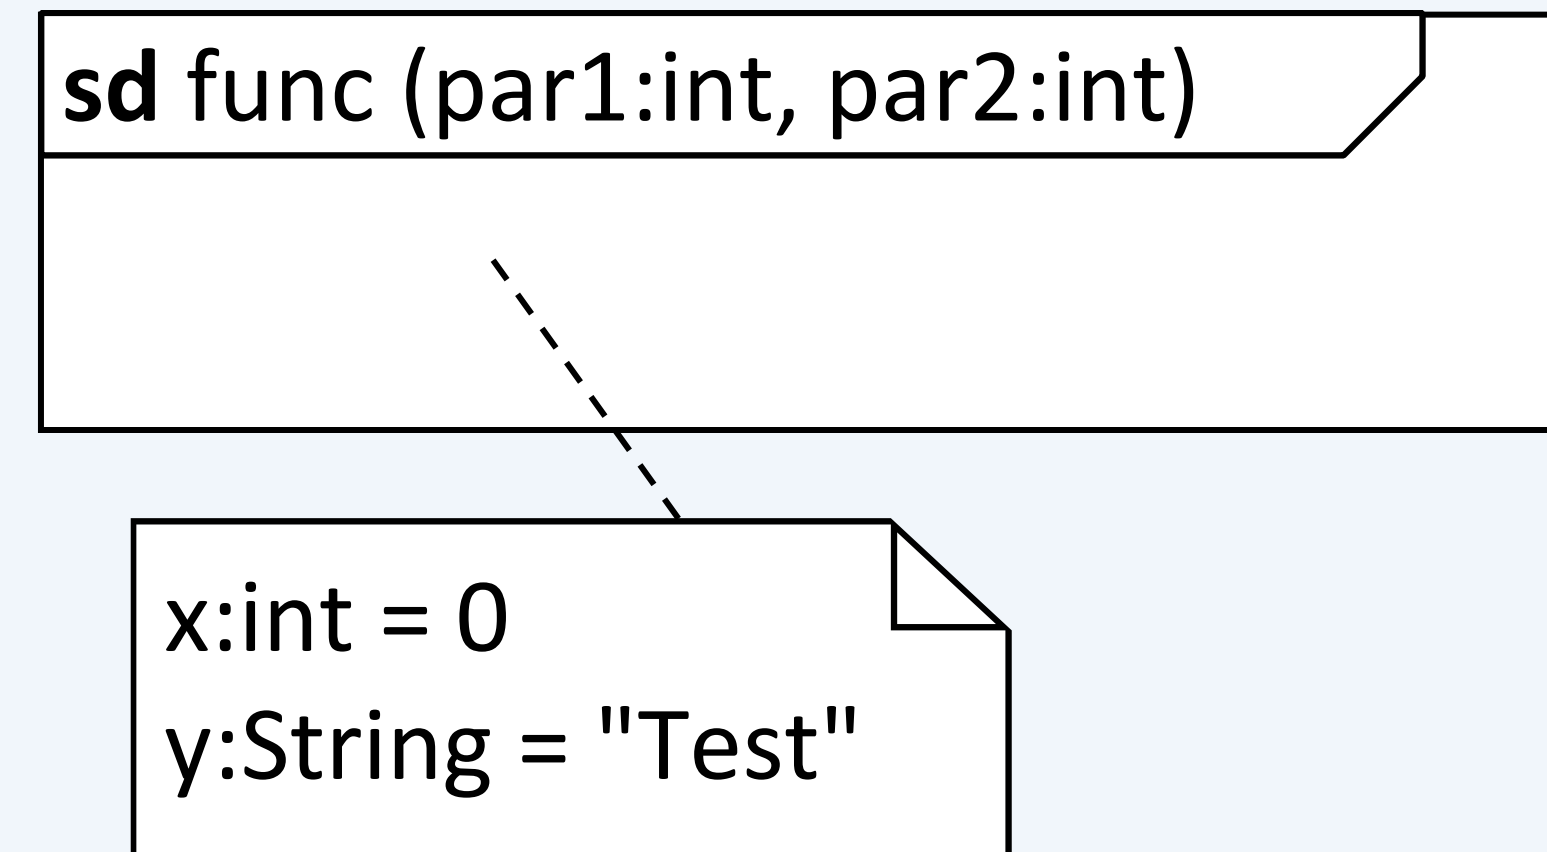 sd func (par1:int, par2:int)
x:int = 0
y:String = "Test"